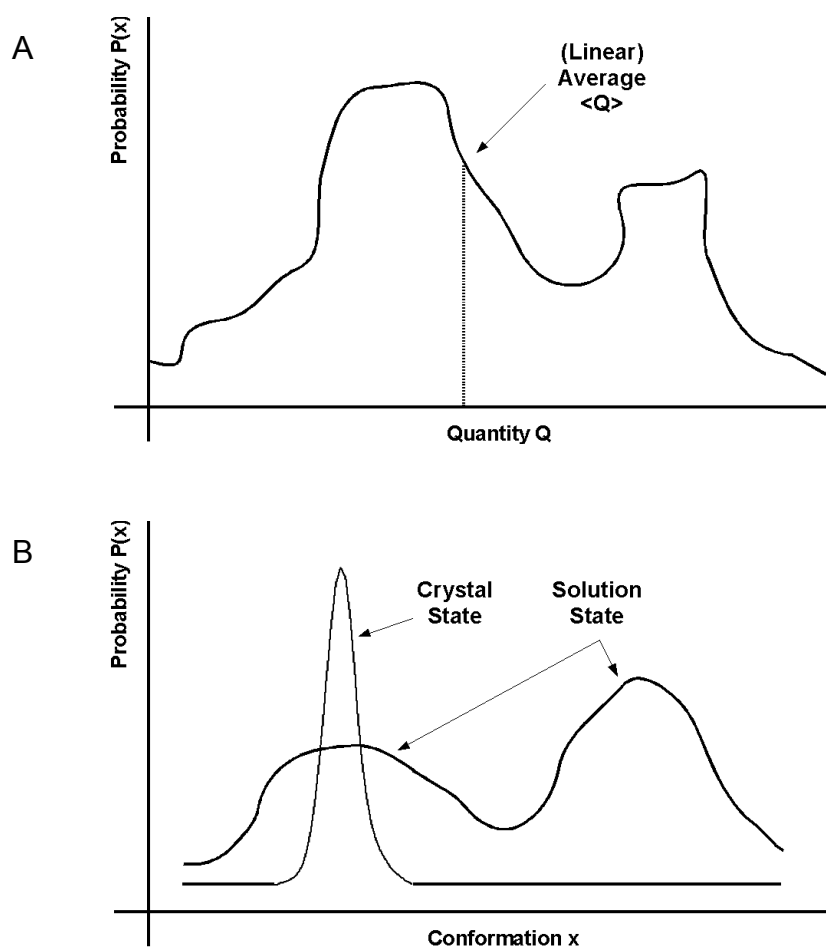 A
Probability P(x)
(Linear)
Average
<Q>
Quantity Q
B
Probability P(x)
Crystal
State
Solution
State
Conformation x